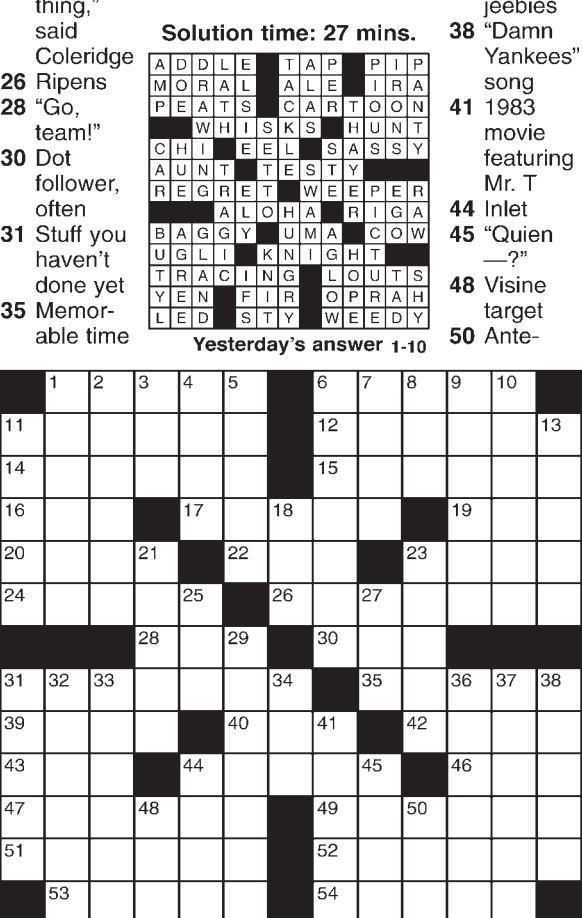 thing,”
said
Coleridge
26 Ripens
28 “Go,
team!”
30 Dot
follower,
often
31 Stuff you
haven’t
done yet
35 Memor-
able time
Solution time: 27 mins.
A D D L E T A P P I P
M O R A L A L E I R A
P E A T S C A R T O O N
W H I S K S H U N T
C H I E E L S A S S Y
A U N T T E S T Y
R E G R E T W E E P E R
A L O H A R I G A
B A G G Y U M A C O W
U G L I K N I G H T
T R A C I N G L O U T S
Y E N F I R O P R A H
L E D S T Y W E E D Y
Yesterday’s answer 1-10
jeebies
38 “Damn
Yankees”
song
41 1983
movie
featuring
Mr. T
44 Inlet
45 “Quien
—?”
48 Visine
target
50 Ante-
1 2 3 4 5 6 7 8 9 10
11 12 13
14 15
16 17 18 19
20 21 22 23
24 25 26 27
28 29 30
31 32 33 34 35 36 37 38
39 40 41 42
43 44 45 46
47 48 49 50
51 52
53 54